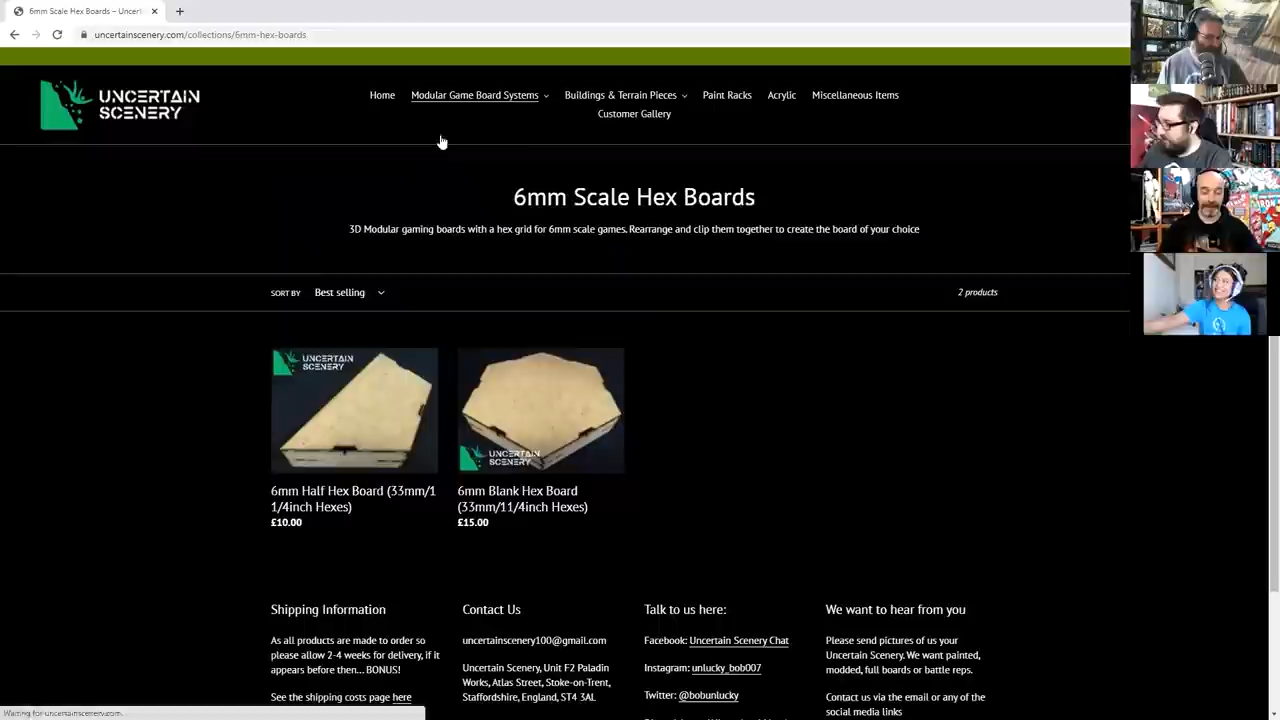 6mm Scale Hex Boards – Uncert
uncertainscenery.com/collections/6mm-hex-boards
UNCERTAIN
SCENERY
Home
Modular Game Board Systems
Buildings & Terrain Pieces
Paint Racks
Acrylic
Miscellaneous Items
Customer Gallery
6mm Scale Hex Boards
3D Modular gaming boards with a hex grid for 6mm scale games. Rearrange and clip them together to create the board of your choice
SORT BY
Best selling
2 products
UNCERTAIN
SCENERY
UNCERTAIN
SCENERY
6mm Half Hex Board (33mm/1
1/4inch Hexes)
£10.00
6mm Blank Hex Board
(33mm/11/4inch Hexes)
£15.00
Shipping Information
As all products are made to order so
please allow 2-4 weeks for delivery, if it
appears before then... BONUS!
See the shipping costs page here
Contact Us
uncertainscenery100@gmail.com
Uncertain Scenery, Unit F2 Paladin
Works, Atlas Street, Stoke-on-Trent,
Staffordshire, England, ST4 3AL
Talk to us here:
Facebook: Uncertain Scenery Chat
Instagram: unlucky_bob007
Twitter: @bobunlucky
We want to hear from you
Please send pictures of us your
Uncertain Scenery. We want painted,
modded, full boards or battle reps.
Contact us via the email or any of the
social media links
Waiting for uncertainscenery.com...